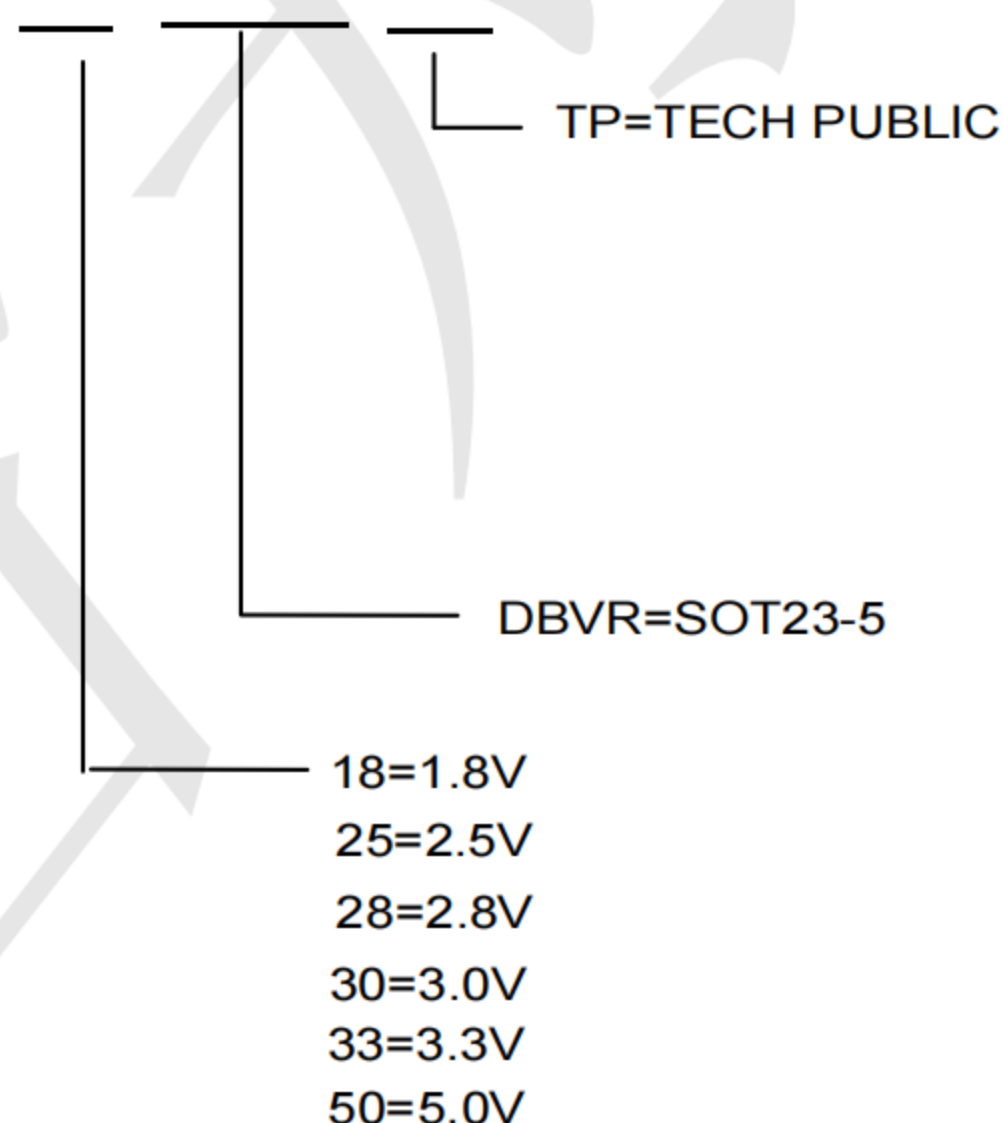 TP=TECH PUBLIC
DBVR=SOT23-5
18=1.8V
25=2.5V
28=2.8V
30=3.0V
33=3.3V
50=5.0V